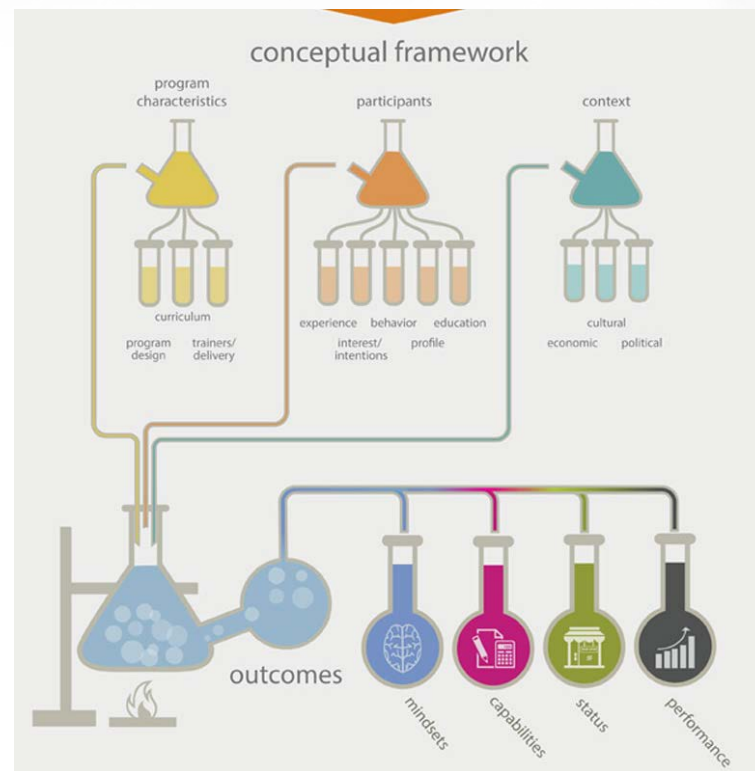 conceptual framework
program
characteristics
participants
context
curriculum
program
design
trainers/
delivery
experience
behavior
education
interest/
intentions
profile
cultural
economic
political
outcomes
mindsets
capabilities
status
performance